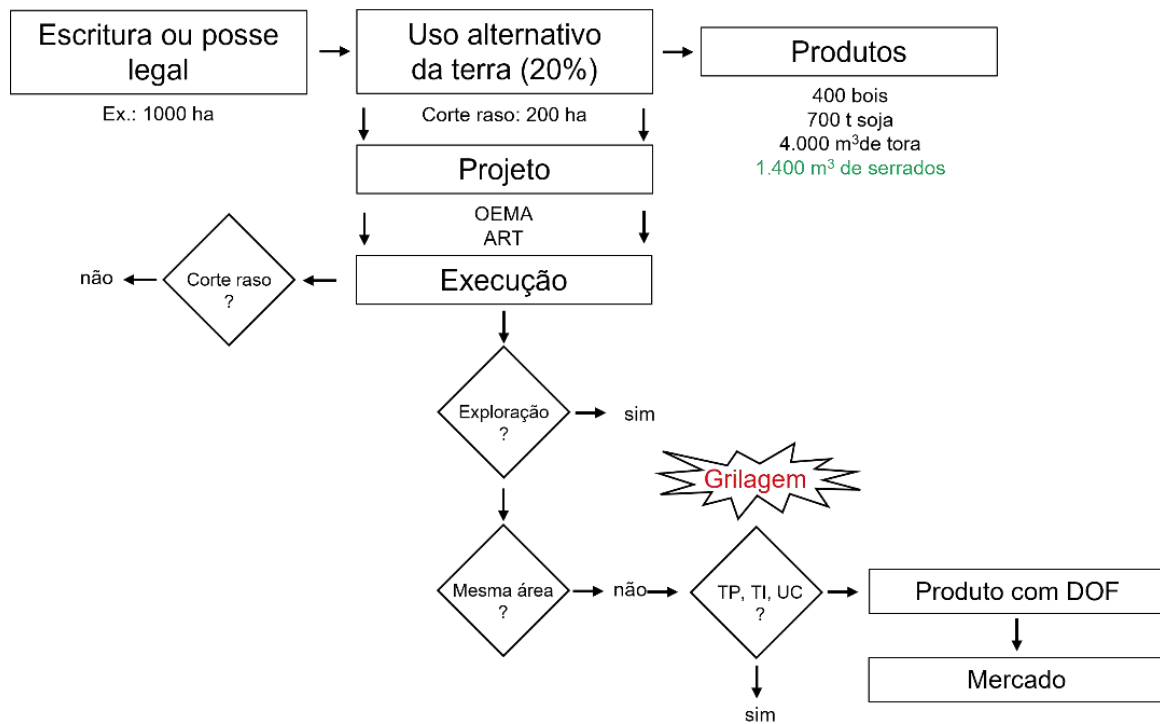 Escritura ou posse
legal
Uso alternativo
da terra (20%)
Produtos
Ex.: 1000 ha
Corte raso: 200 ha
400 bois
700 t soja
4.000 m³de tora
1.400 m³ de serrados
Projeto
OEMA
ART
Execução
Corte raso
?
não
Exploração
?
sim
Grilagem
Mesma área
?
não
TP, TI, UC
?
sim
Produto com DOF
Mercado